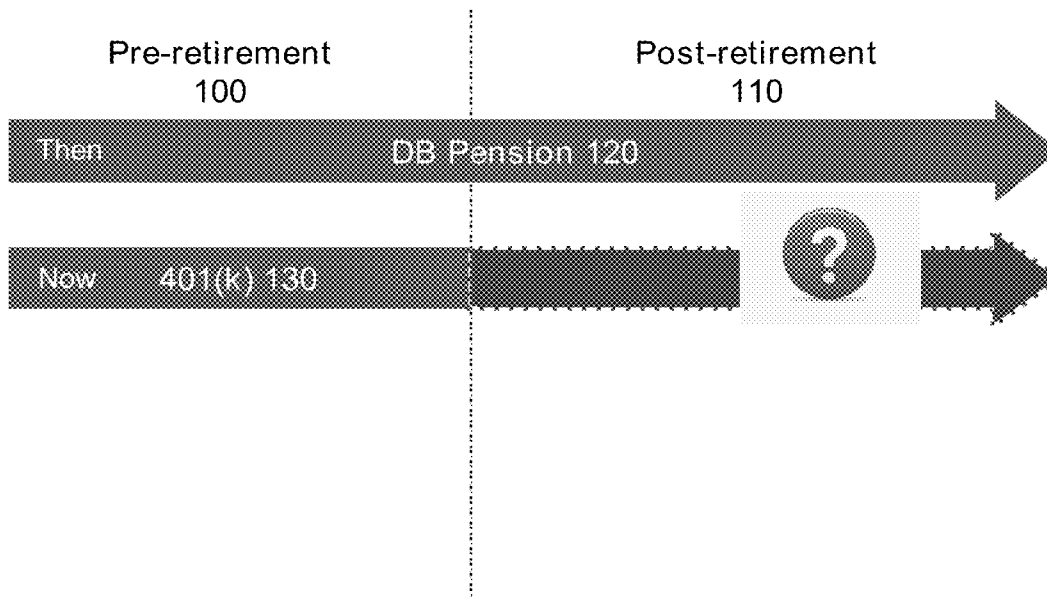 Pre-retirement
100
Post-retirement
110
Then DB Pension 120
?
Now 401(k) 130